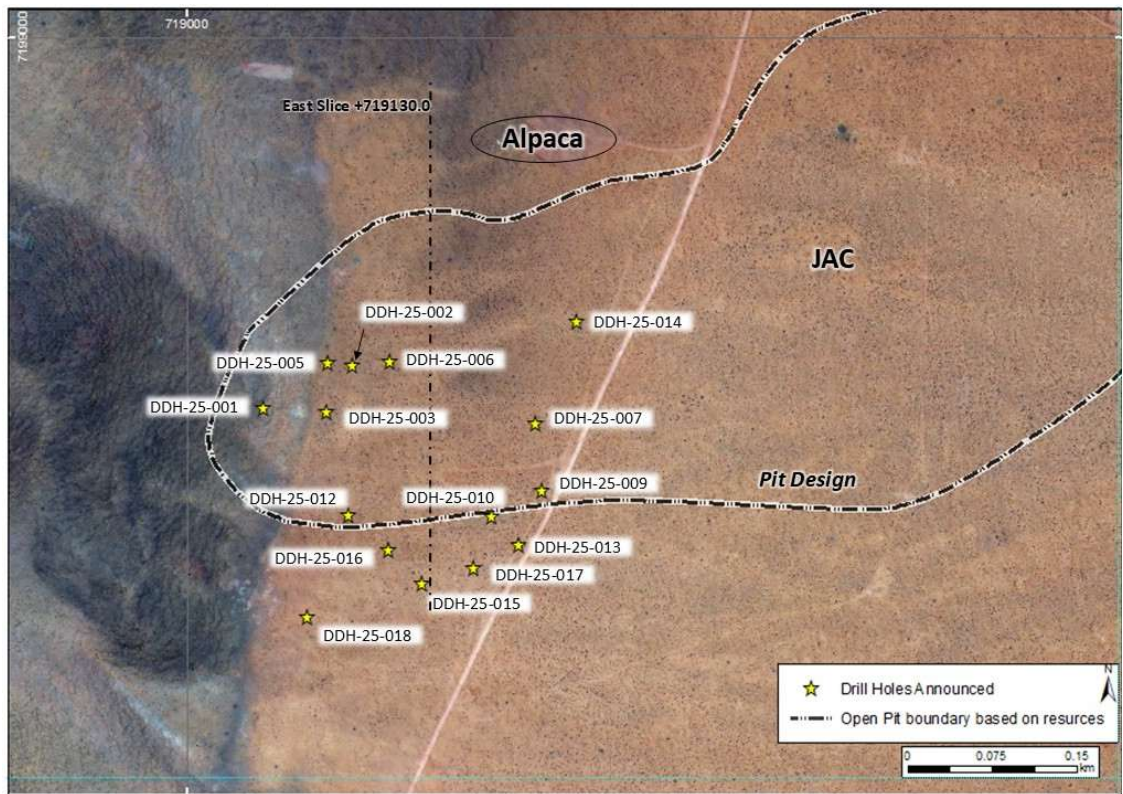 719000
7199000
East Slice +719130.0
Alpaca
JAC
DDH-25-002
DDH-25-014
DDH-25-005
DDH-25-006
DDH-25-001
DDH-25-003
DDH-25-007
Pit Design
DDH-25-012
DDH-25-010
DDH-25-009
DDH-25-013
DDH-25-016
DDH-25-017
DDH-25-015
DDH-25-018
N
Drill Holes Announced
Open Pit boundary based on resurces
0 0.075 0.15
km